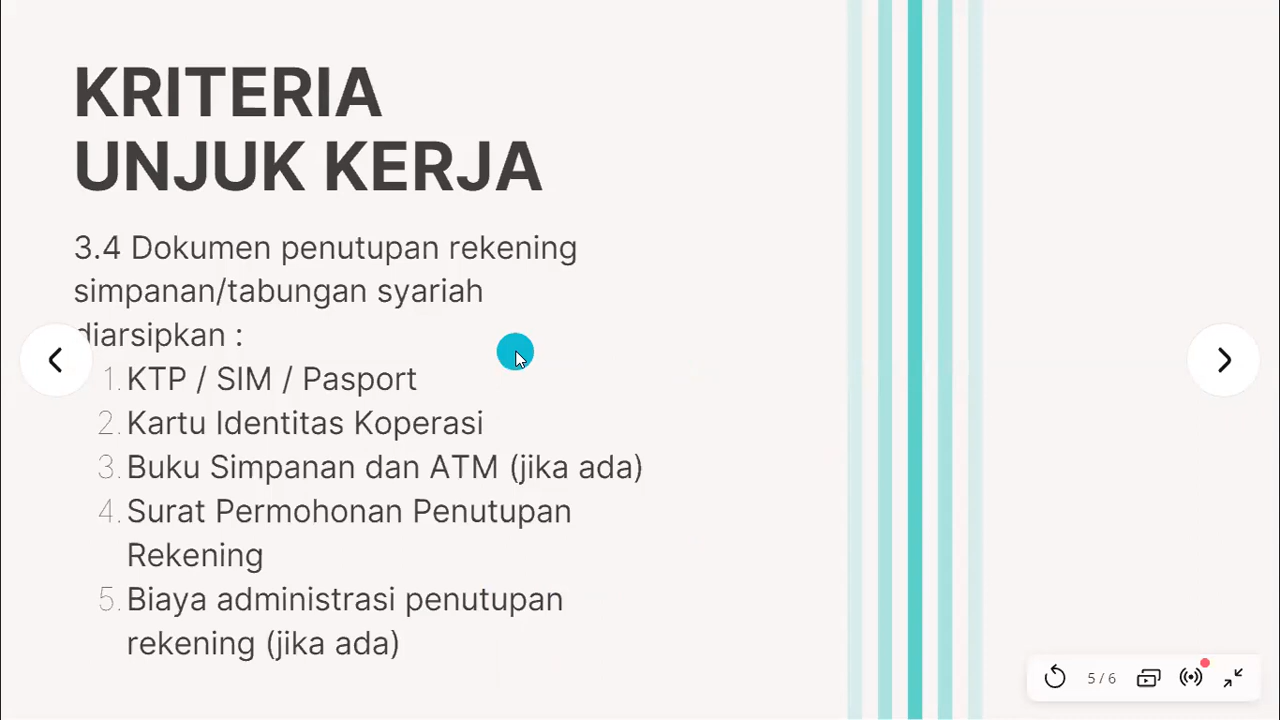 KRITERIA
UNJUK KERJA
3.4 Dokumen penutupan rekening
simpanan/tabungan syariah
diarsipkan :
1. KTP / SIM / Pasport
2. Kartu Identitas Koperasi
3. Buku Simpanan dan ATM (jika ada)
4. Surat Permohonan Penutupan
Rekening
5. Biaya administrasi penutupan
rekening (jika ada)
5 / 6